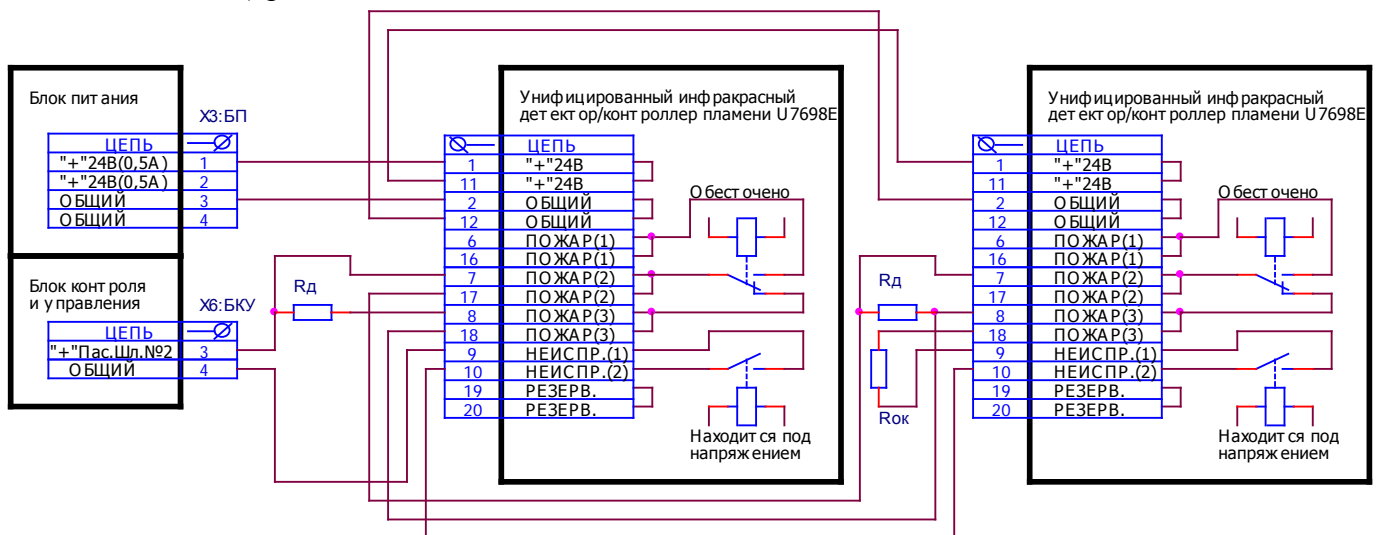 Блок питания
X3:БП
ЦЕПЬ
"+"24В(0,5А) 1
"+"24В(0,5А) 2
ОБЩИЙ 3
ОБЩИЙ 4
Блок контроля
и управления
X6:БКУ
ЦЕПЬ
"+"Пас.Шл.№2 3
ОБЩИЙ 4
Rд
Унифицированный инфракрасный
детектор/контроллер пламени U7698E
ЦЕПЬ
1 "+"24В
11 "+"24В
2 ОБЩИЙ
12 ОБЩИЙ
6 ПОЖАР(1)
16 ПОЖАР(1)
7 ПОЖАР(2)
17 ПОЖАР(2)
8 ПОЖАР(3)
18 ПОЖАР(3)
9 НЕИСПР.(1)
10 НЕИСПР.(2)
19 РЕЗЕРВ.
20 РЕЗЕРВ.
Обесточено
Находится под
напряжением
Rд
Rок
Унифицированный инфракрасный
детектор/контроллер пламени U7698E
ЦЕПЬ
1 "+"24В
11 "+"24В
2 ОБЩИЙ
12 ОБЩИЙ
6 ПОЖАР(1)
16 ПОЖАР(1)
7 ПОЖАР(2)
17 ПОЖАР(2)
8 ПОЖАР(3)
18 ПОЖАР(3)
9 НЕИСПР.(1)
10 НЕИСПР.(2)
19 РЕЗЕРВ.
20 РЕЗЕРВ.
Обесточено
Находится под
напряжением